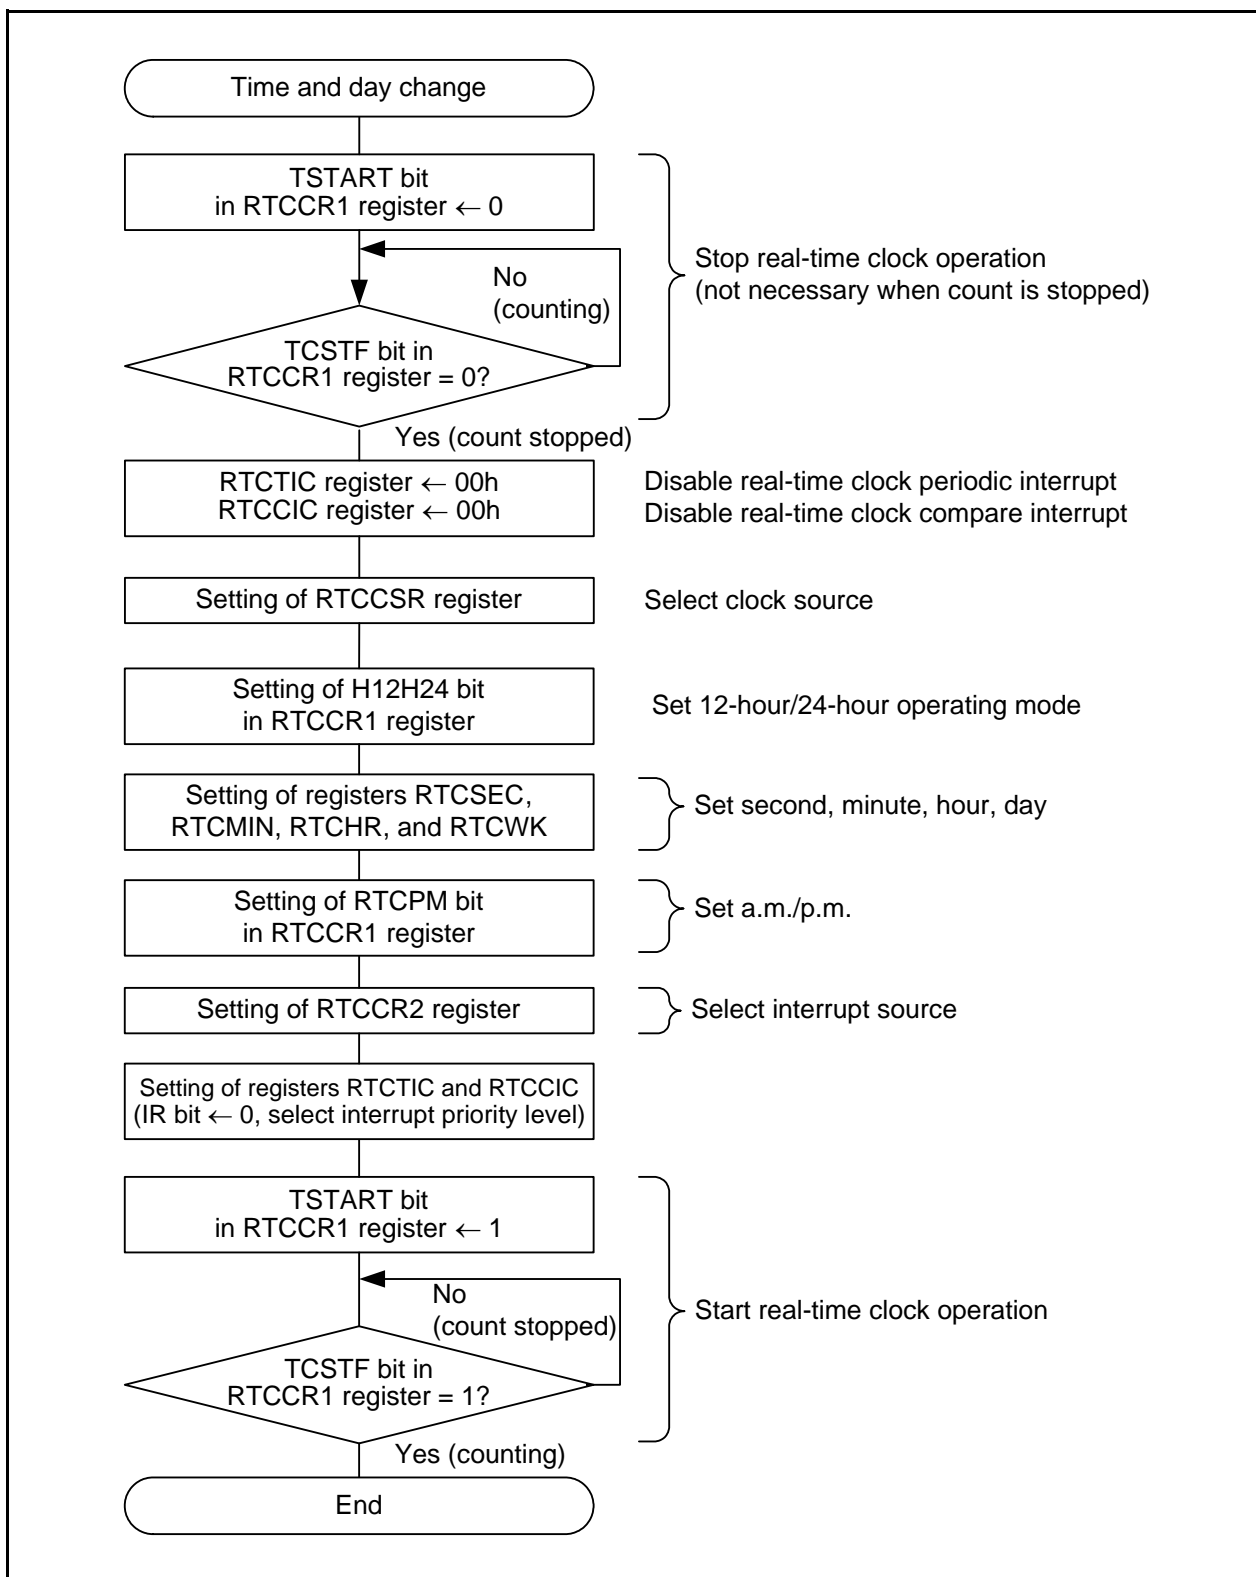 Time and day change
TSTART bit
in RTCCR1 register ← 0
No
(counting)
Stop real-time clock operation
(not necessary when count is stopped)
TCSTF bit in
RTCCR1 register = 0?
Yes (count stopped)
RTCTIC register ← 00h
RTCCIC register ← 00h
Disable real-time clock periodic interrupt
Disable real-time clock compare interrupt
Setting of RTCCSR register
Select clock source
Setting of H12H24 bit
in RTCCR1 register
Set 12-hour/24-hour operating mode
Setting of registers RTCSEC,
RTCMIN, RTCHR, and RTCWK
Set second, minute, hour, day
Setting of RTCPM bit
in RTCCR1 register
Set a.m./p.m.
Setting of RTCCR2 register
Select interrupt source
Setting of registers RTCTIC and RTCCIC
(IR bit ← 0, select interrupt priority level)
TSTART bit
in RTCCR1 register ← 1
No
(count stopped)
Start real-time clock operation
TCSTF bit in
RTCCR1 register = 1?
Yes (counting)
End